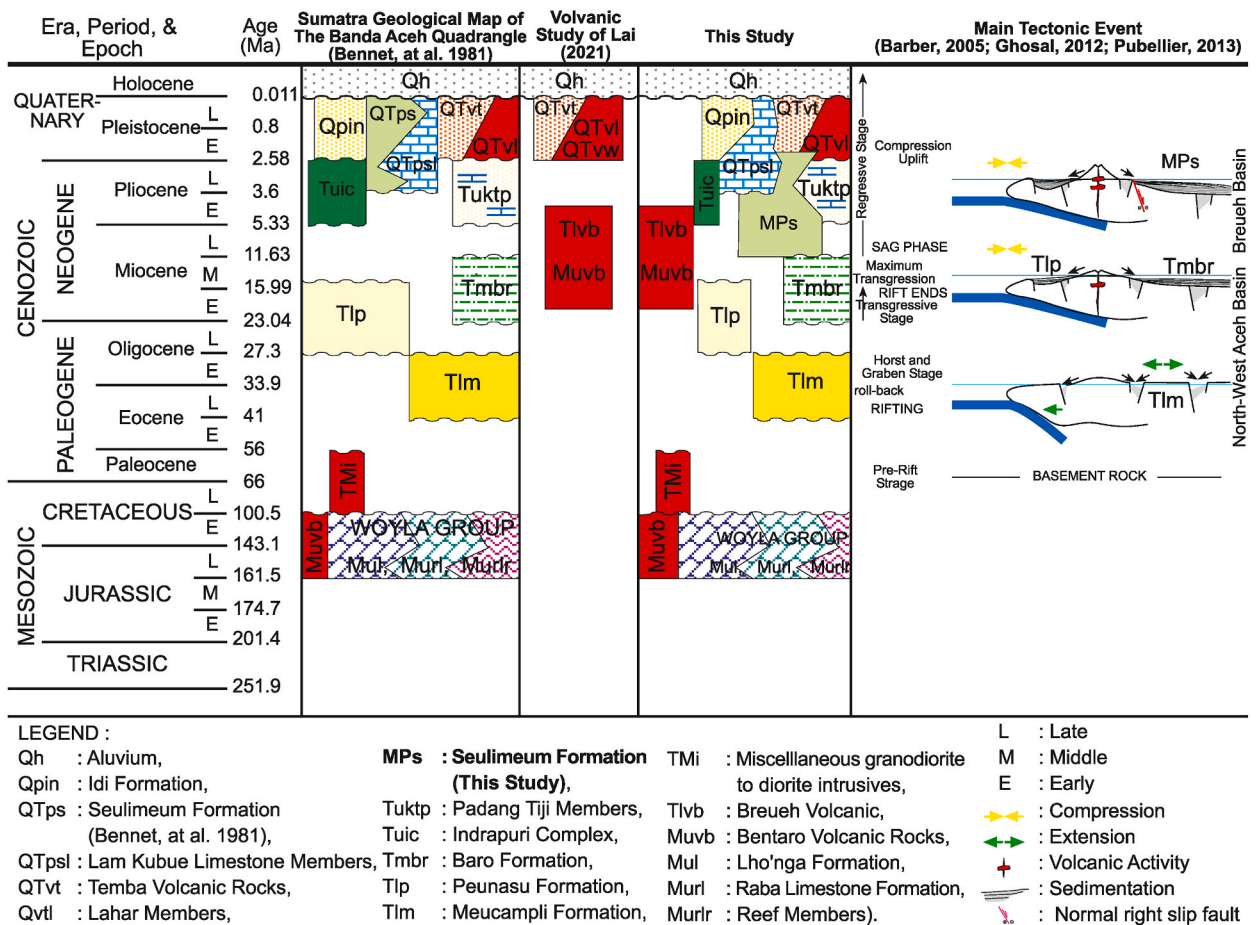 Era, Period, &
Epoch
Age
(Ma)
Sumatra Geological Map of
The Banda Aceh Quadrangle
(Bennet, at al. 1981)
Volcanic
Study of Lai
(2021)
This Study
Main Tectonic Event
(Barber, 2005; Ghosal, 2012; Pubellier, 2013)
CENOZOIC
MESOZOIC
QUATER-
NARY
NEOGENE
PALEOGENE
CRETACEOUS
JURASSIC
TRIASSIC
Holocene
Pleistocene
L
E
Pliocene
L
E
Miocene
L
M
E
Oligocene
L
E
Eocene
L
E
Paleocene
L
E
L
M
E
0.011
0.8
2.58
3.6
5.33
11.63
15.99
23.04
27.3
33.9
41
56
66
100.5
143.1
161.5
174.7
201.4
251.9
Qh
Qpin
QTps
QTpsl
QTvt
QTvl
Tuic
Tuktp
Tmbr
Tlp
Tlm
TMi
Muvb
WOYLA GROUP
Mul,
Murl,
Murlr
Qh
QTvt
QTvl
QTvw
Tlvb
Muvb
Qh
Qpin
QTpsl
QTvt
QTvl
Tuic
MPs
Tuktp
Tlvb
Muvb
Tmbr
Tlp
Tlm
TMi
Muvb
WOYLA GROUP
Mul,
Murl,
Murlr
Regressive Stage
Compression
Uplift
MPs
Breueh Basin
SAG PHASE
Maximum
Transgression
RIFT ENDS
Transgressive
Stage
Tlp
Tmbr
North-West Aceh Basin
Horst and
Graben Stage
roll-back
RIFTING
Tlm
Pre-Rift
Strage
BASEMENT ROCK
LEGEND :
Qh : Aluvium,
Qpin : Idi Formation,
QTps : Seulimeum Formation
(Bennet, at al. 1981),
QTpsl : Lam Kubue Limestone Members,
QTvt : Temba Volcanic Rocks,
Qvtl : Lahar Members,
MPs : Seulimeum Formation
(This Study),
Tuktp : Padang Tiji Members,
Tuic : Indrapuri Complex,
Tmbr : Baro Formation,
Tlp : Peunasu Formation,
Tlm : Meucampli Formation,
TMi : Miscelllaneous granodiorite
to diorite intrusives,
Tlvb : Breueh Volcanic,
Muvb : Bentaro Volcanic Rocks,
Mul : Lho'nga Formation,
Murl : Raba Limestone Formation,
Murlr : Reef Members).
L : Late
M : Middle
E : Early
: Compression
: Extension
: Volcanic Activity
: Sedimentation
: Normal right slip fault